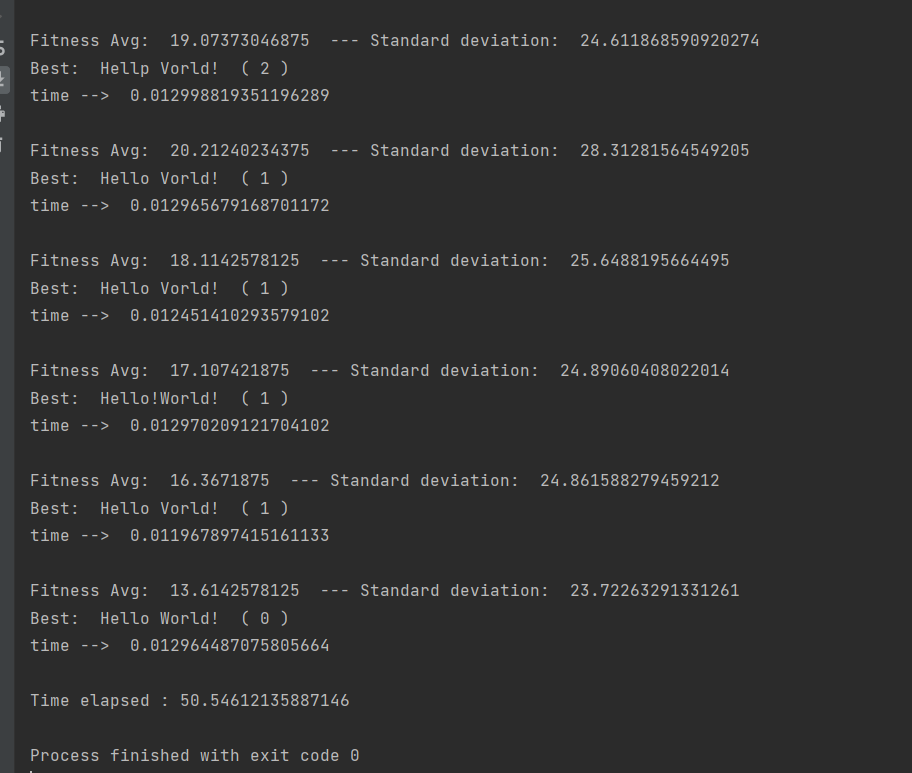 Fitness Avg:  19.07373046875  --- Standard deviation:  24.611868590920274
Best:  Hellp Vorld!  ( 2 )
time -->  0.012998819351196289
Fitness Avg:  20.21240234375  --- Standard deviation:  28.31281564549205
Best:  Hello Vorld!  ( 1 )
time -->  0.012965679168701172
Fitness Avg:  18.1142578125  --- Standard deviation:  25.6488195664495
Best:  Hello Vorld!  ( 1 )
time -->  0.012451410293579102
Fitness Avg:  17.107421875  --- Standard deviation:  24.89060408022014
Best:  Hello!World!  ( 1 )
time -->  0.012970209121704102
Fitness Avg:  16.3671875  --- Standard deviation:  24.861588279459212
Best:  Hello Vorld!  ( 1 )
time -->  0.011967897415161133
Fitness Avg:  13.6142578125  --- Standard deviation:  23.72263291331261
Best:  Hello World!  ( 0 )
time -->  0.012964487075805664
Time elapsed : 50.54612135887146
Process finished with exit code 0